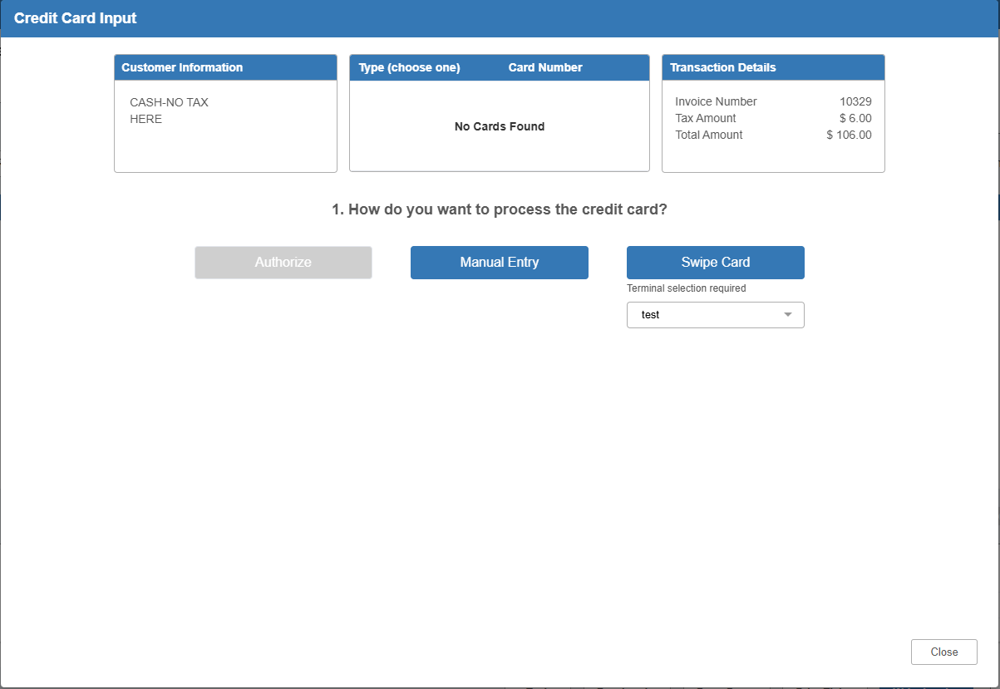 Credit Card Input
Customer Information
CASH-NO TAX
HERE
Type (choose one) Card Number
No Cards Found
Transaction Details
Invoice Number 10329
Tax Amount $ 6.00
Total Amount $ 106.00
1. How do you want to process the credit card?
Authorize
Manual Entry
Swipe Card
Terminal selection required
test
Close